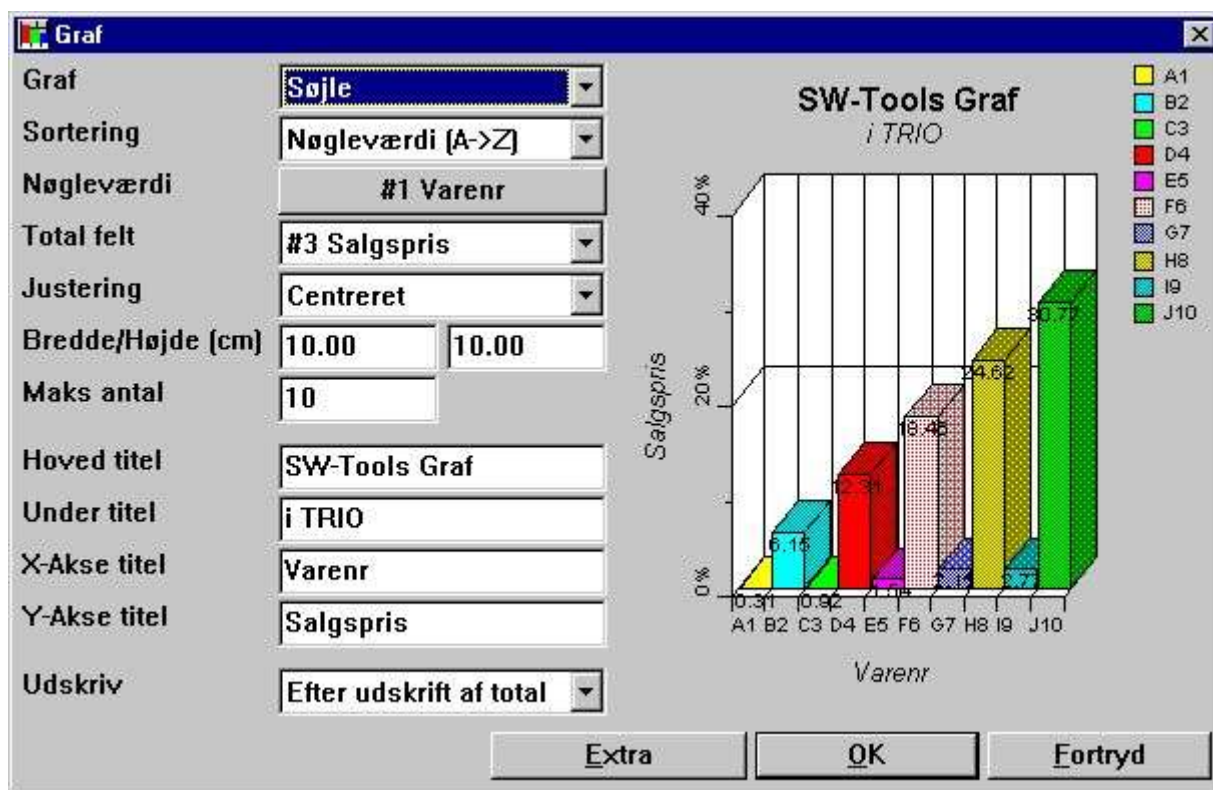 Graf
Graf Søjle
Sortering Nøgleværdi (A->Z)
Nøgleværdi #1 Varenr
Total felt #3 Salgspris
Justering Centreret
Bredde/Højde (cm) 10.00 10.00
Maks antal 10
Hoved titel SW-Tools Graf
Under titel i TRIO
X-Akse titel Varenr
Y-Akse titel Salgspris
Udskriv Efter udskrift af total
SW-Tools Graf
i TRIO
A1
B2
C3
D4
E5
F6
G7
H8
I9
J10
40%
20%
0%
Salgspris
0.31
6.15
0.92
12.31
18.46
24.62
30.77
A1 B2 C3 D4 E5 F6 G7 H8 I9 J10
Varenr
Extra OK Fortryd